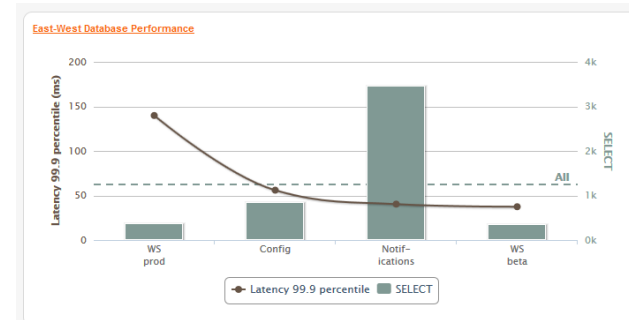 East-West Database Performance
200
150
100
50
0
Latency 99.9 percentile (ms)
4k
3k
2k
1k
0k
SELECT
All
WS
prod
Config
Notif-
ications
WS
beta
Latency 99.9 percentile SELECT